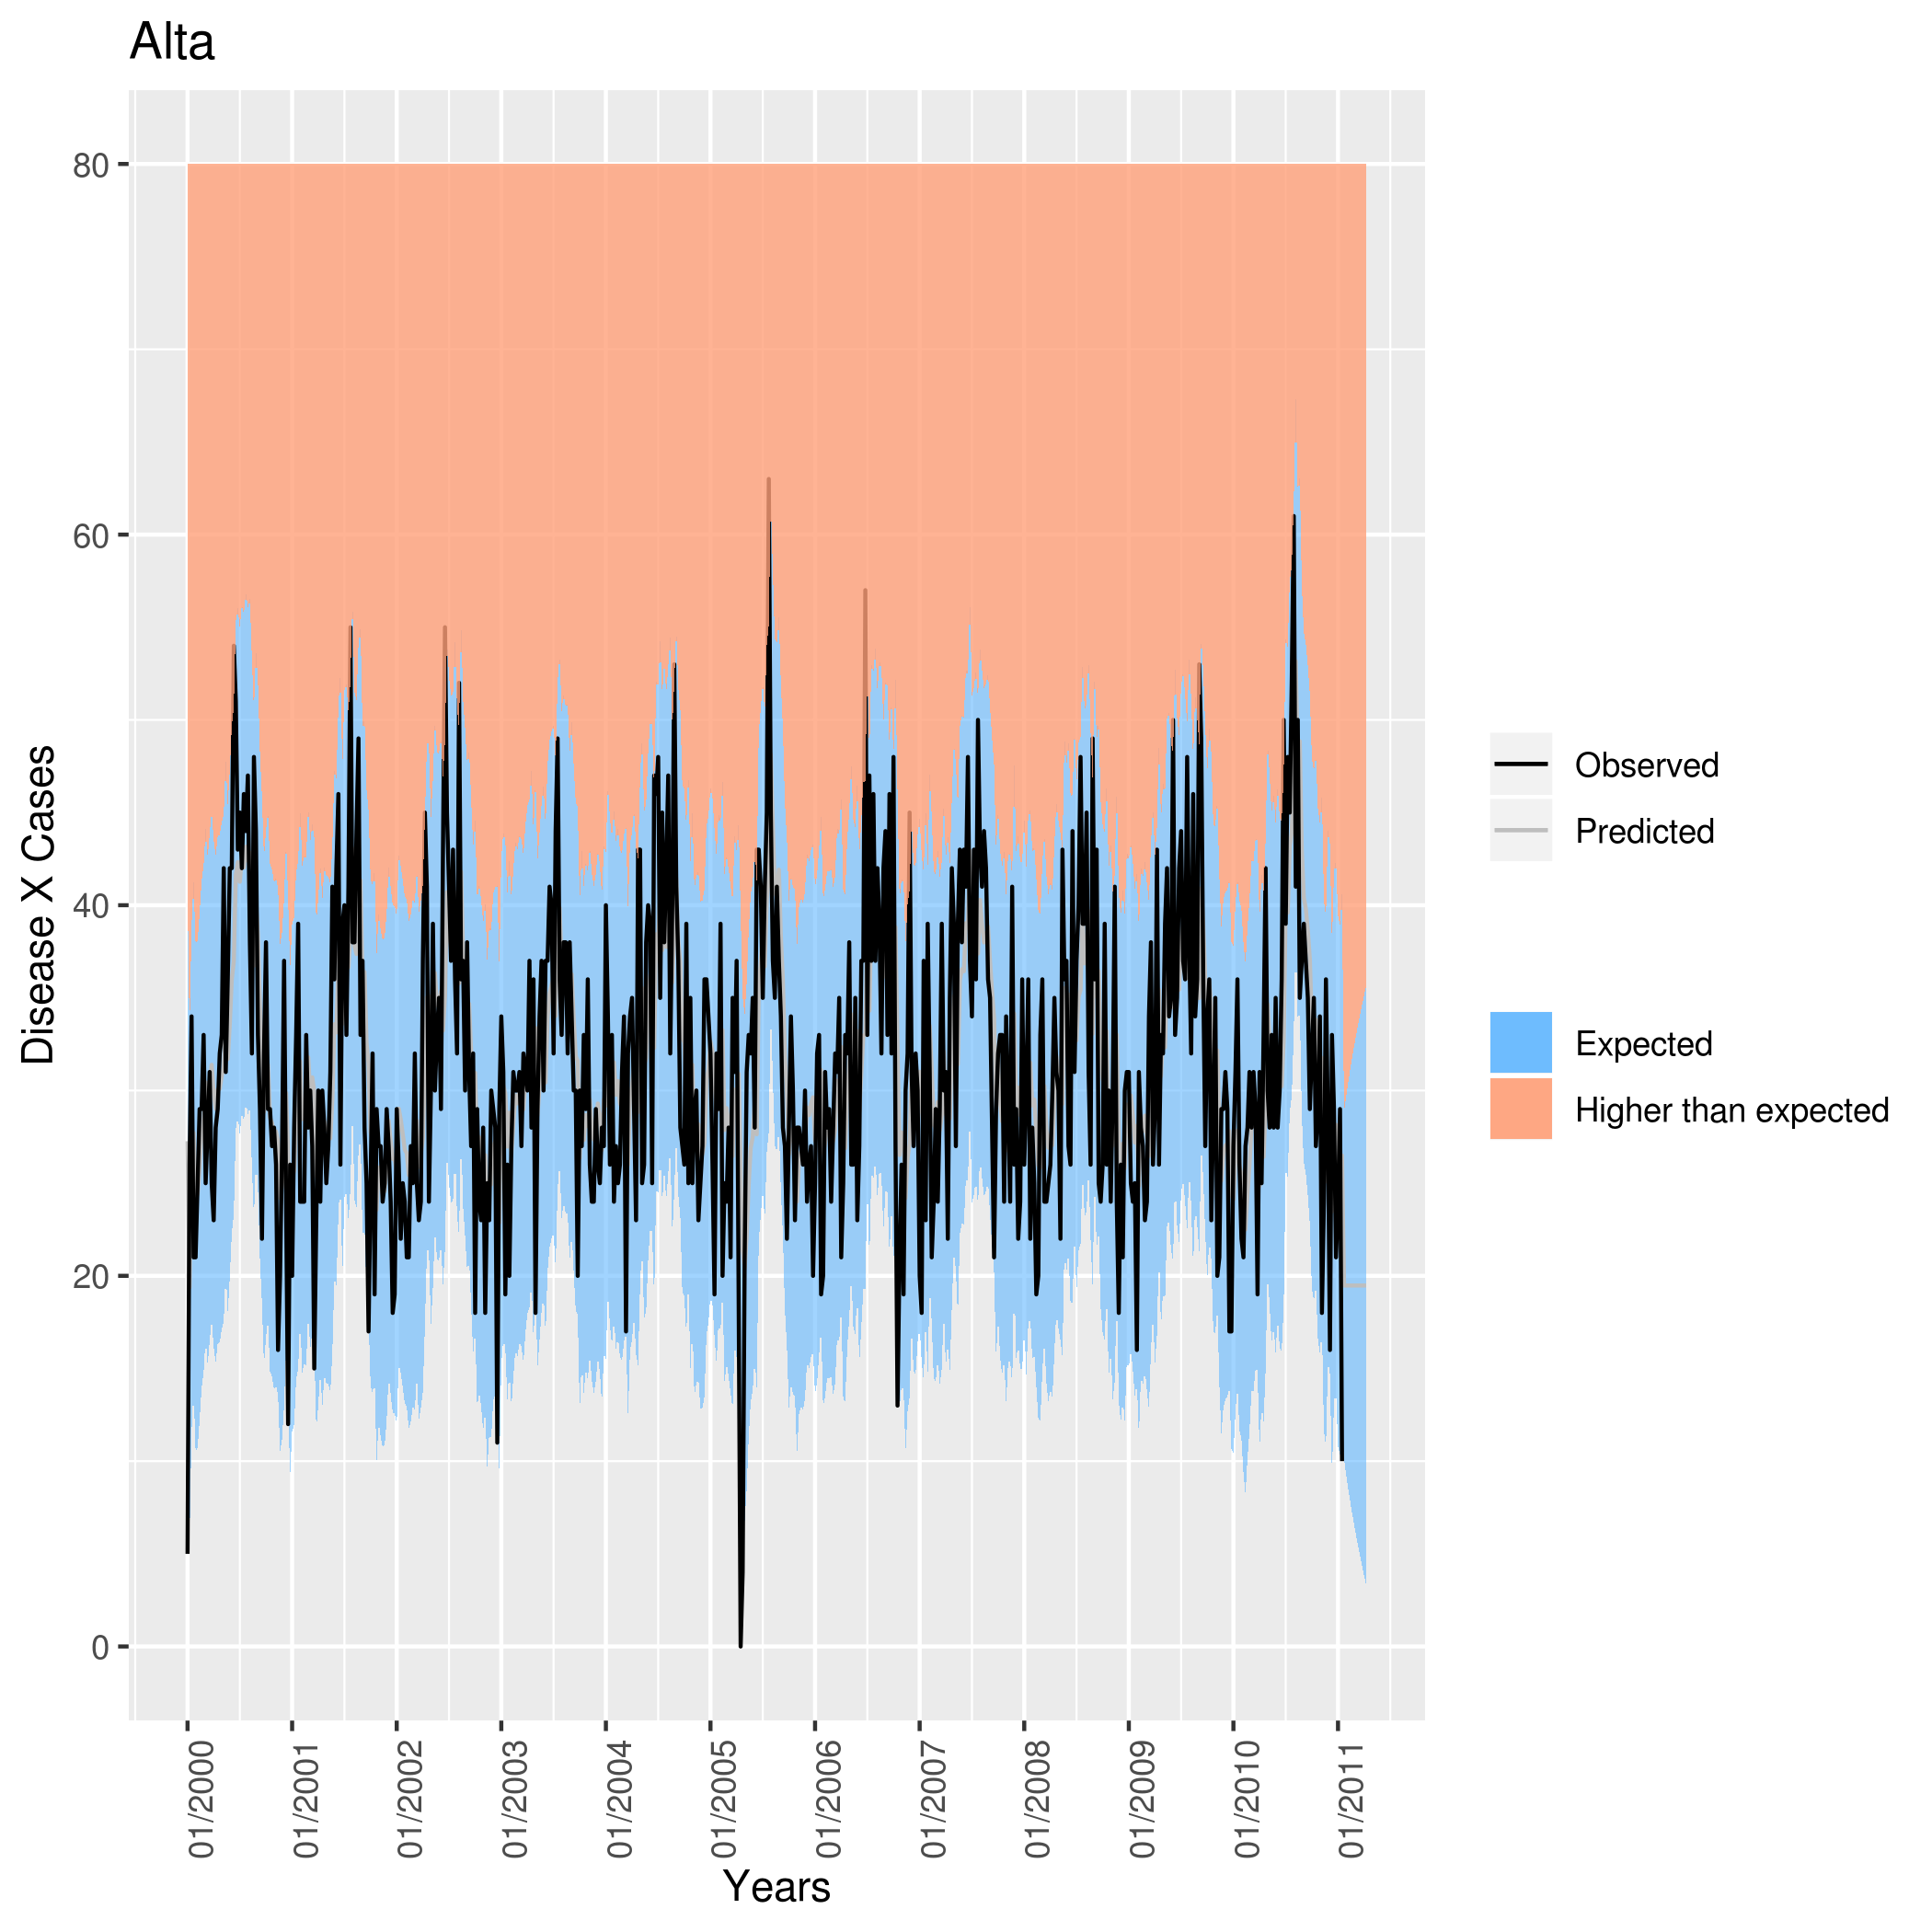 Alta
Disease X Cases
80
60
40
20
0
01/2000
01/2001
01/2002
01/2003
01/2004
01/2005
01/2006
01/2007
01/2008
01/2009
01/2010
01/2011
Years
Observed
Predicted
Expected
Higher than expected